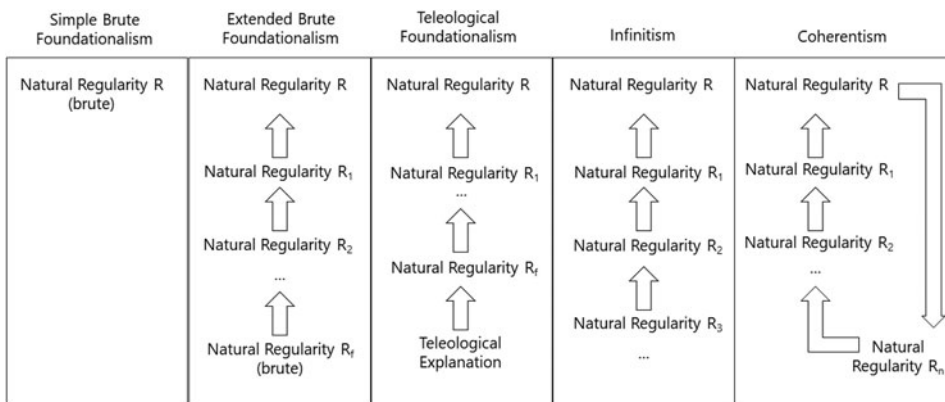 Simple Brute
Foundationalism
Natural Regularity R
(brute)
Extended Brute
Foundationalism
Natural Regularity R
Natural Regularity R₁
Natural Regularity R₂
...
Natural Regularity R_f
(brute)
Teleological
Foundationalism
Natural Regularity R
Natural Regularity R₁
...
Natural Regularity R_f
Teleological
Explanation
Infinitism
Natural Regularity R
Natural Regularity R₁
Natural Regularity R₂
Natural Regularity R₃
...
Coherentism
Natural Regularity R
Natural Regularity R₁
Natural Regularity R₂
...
Natural
Regularity Rₙ